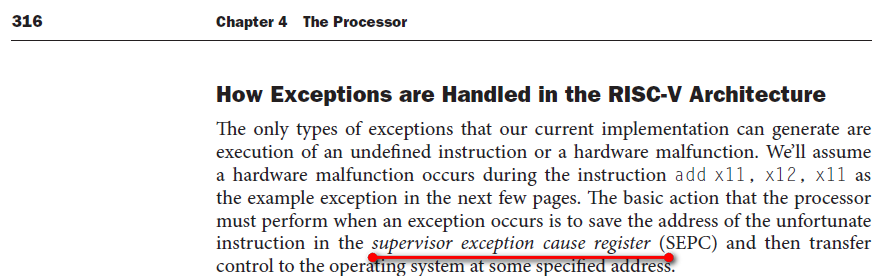 316 Chapter 4 The Processor
How Exceptions are Handled in the RISC-V Architecture
The only types of exceptions that our current implementation can generate are
execution of an undefined instruction or a hardware malfunction. We’ll assume
a hardware malfunction occurs during the instruction add x11, x12, x11 as
the example exception in the next few pages. The basic action that the processor
must perform when an exception occurs is to save the address of the unfortunate
instruction in the supervisor exception cause register (SEPC) and then transfer
control to the operating system at some specified address.